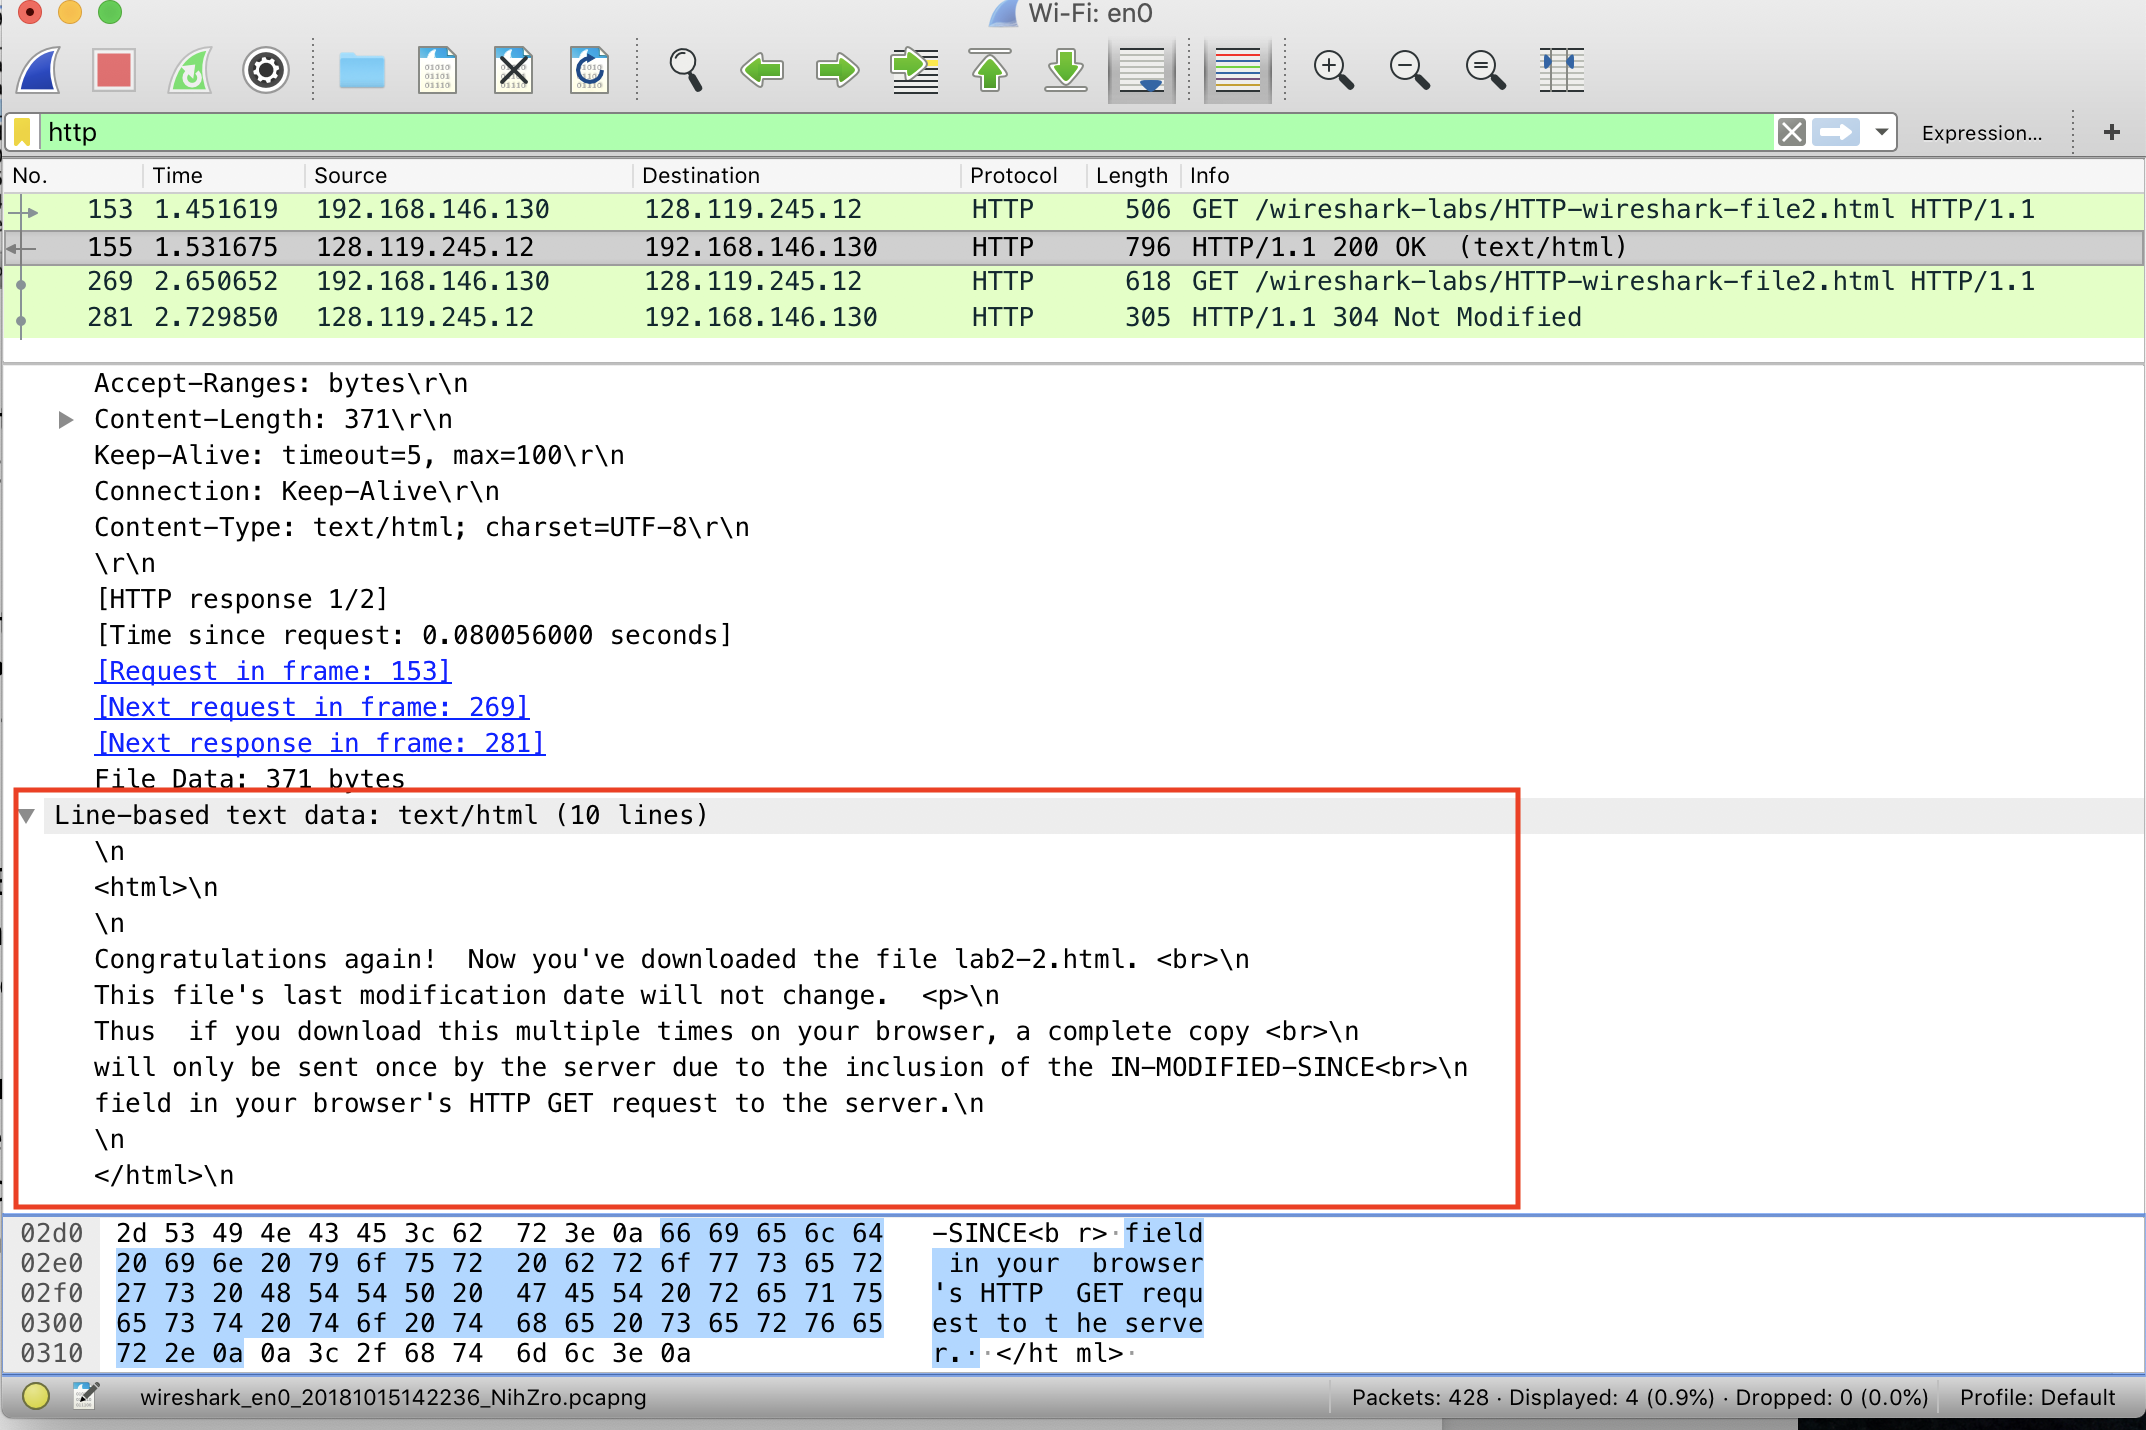 Wi-Fi: en0
http
Expression... +
No. Time Source Destination Protocol Length Info
153 1.451619 192.168.146.130 128.119.245.12 HTTP 506 GET /wireshark-labs/HTTP-wireshark-file2.html HTTP/1.1
155 1.531675 128.119.245.12 192.168.146.130 HTTP 796 HTTP/1.1 200 OK  (text/html)
269 2.650652 192.168.146.130 128.119.245.12 HTTP 618 GET /wireshark-labs/HTTP-wireshark-file2.html HTTP/1.1
281 2.729850 128.119.245.12 192.168.146.130 HTTP 305 HTTP/1.1 304 Not Modified
Accept-Ranges: bytes\r\n
Content-Length: 371\r\n
Keep-Alive: timeout=5, max=100\r\n
Connection: Keep-Alive\r\n
Content-Type: text/html; charset=UTF-8\r\n
\r\n
[HTTP response 1/2]
[Time since request: 0.080056000 seconds]
[Request in frame: 153]
[Next request in frame: 269]
[Next response in frame: 281]
File Data: 371 bytes
Line-based text data: text/html (10 lines)
\n
<html>\n
\n
Congratulations again!  Now you've downloaded the file lab2-2.html. <br>\n
This file's last modification date will not change.  <p>\n
Thus  if you download this multiple times on your browser, a complete copy <br>\n
will only be sent once by the server due to the inclusion of the IN-MODIFIED-SINCE<br>\n
field in your browser's HTTP GET request to the server.\n
\n
</html>\n
02d0 2d 53 49 4e 43 45 3c 62 72 3e 0a 66 69 65 6c 64 -SINCE<b r>·field
02e0 20 69 6e 20 79 6f 75 72 20 62 72 6f 77 73 65 72 in your  browser
02f0 27 73 20 48 54 54 50 20 47 45 54 20 72 65 71 75 's HTTP  GET requ
0300 65 73 74 20 74 6f 20 74 68 65 20 73 65 72 76 65 est to t he serve
0310 72 2e 0a 0a 3c 2f 68 74 6d 6c 3e 0a r.··</ht ml>·
wireshark_en0_20181015142236_NihZro.pcapng Packets: 428 · Displayed: 4 (0.9%) · Dropped: 0 (0.0%) Profile: Default